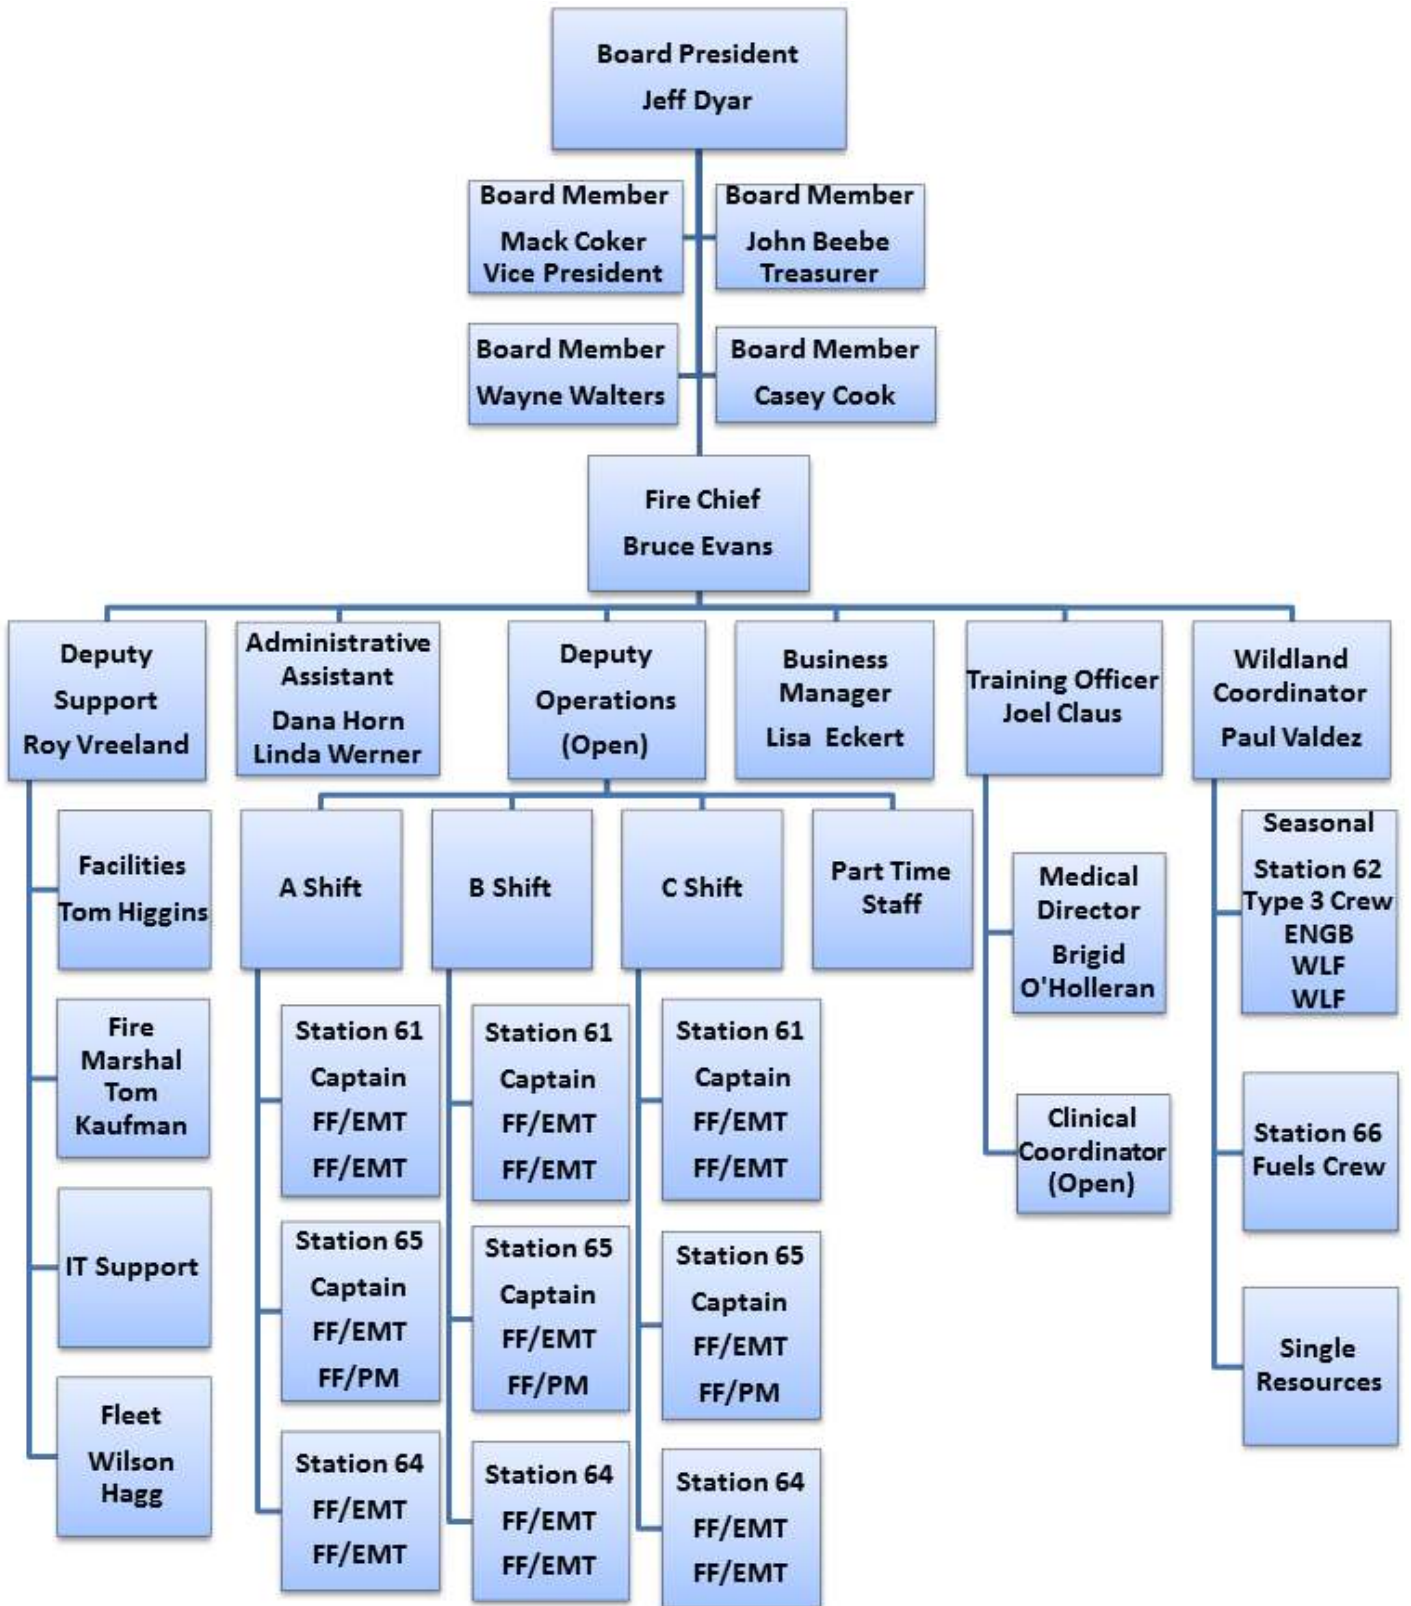 Board President
Jeff Dyar
Board Member
Mack Coker
Vice President
Board Member
John Beebe
Treasurer
Board Member
Wayne Walters
Board Member
Casey Cook
Fire Chief
Bruce Evans
Deputy
Support
Roy Vreeland
Administrative
Assistant
Dana Horn
Linda Werner
Deputy
Operations
(Open)
Business
Manager
Lisa Eckert
Training Officer
Joel Claus
Wildland
Coordinator
Paul Valdez
Facilities
Tom Higgins
Fire
Marshal
Tom
Kaufman
IT Support
Fleet
Wilson
Hagg
A Shift
Station 61
Captain
FF/EMT
FF/EMT
Station 65
Captain
FF/EMT
FF/PM
Station 64
FF/EMT
FF/EMT
B Shift
Station 61
Captain
FF/EMT
FF/EMT
Station 65
Captain
FF/EMT
FF/PM
Station 64
FF/EMT
FF/EMT
C Shift
Station 61
Captain
FF/EMT
FF/EMT
Station 65
Captain
FF/EMT
FF/PM
Station 64
FF/EMT
FF/EMT
Part Time
Staff
Medical
Director
Brigid
O'Holleran
Clinical
Coordinator
(Open)
Seasonal
Station 62
Type 3 Crew
ENGB
WLF
WLF
Station 66
Fuels Crew
Single
Resources